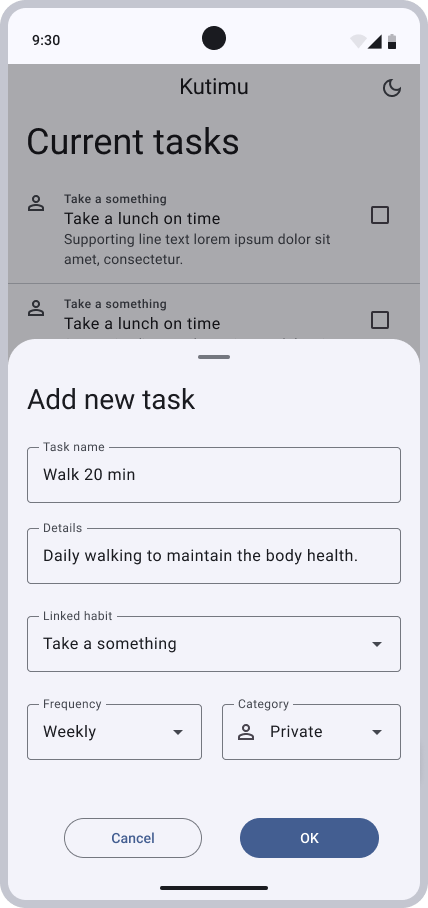 9:30
Kutimu
Current tasks
Take a something
Take a lunch on time
Supporting line text lorem ipsum dolor sit
amet, consectetur.
Take a something
Take a lunch on time
Add new task
Task name
Walk 20 min
Details
Daily walking to maintain the body health.
Linked habit
Take a something
Frequency
Weekly
Category
Private
Cancel
OK